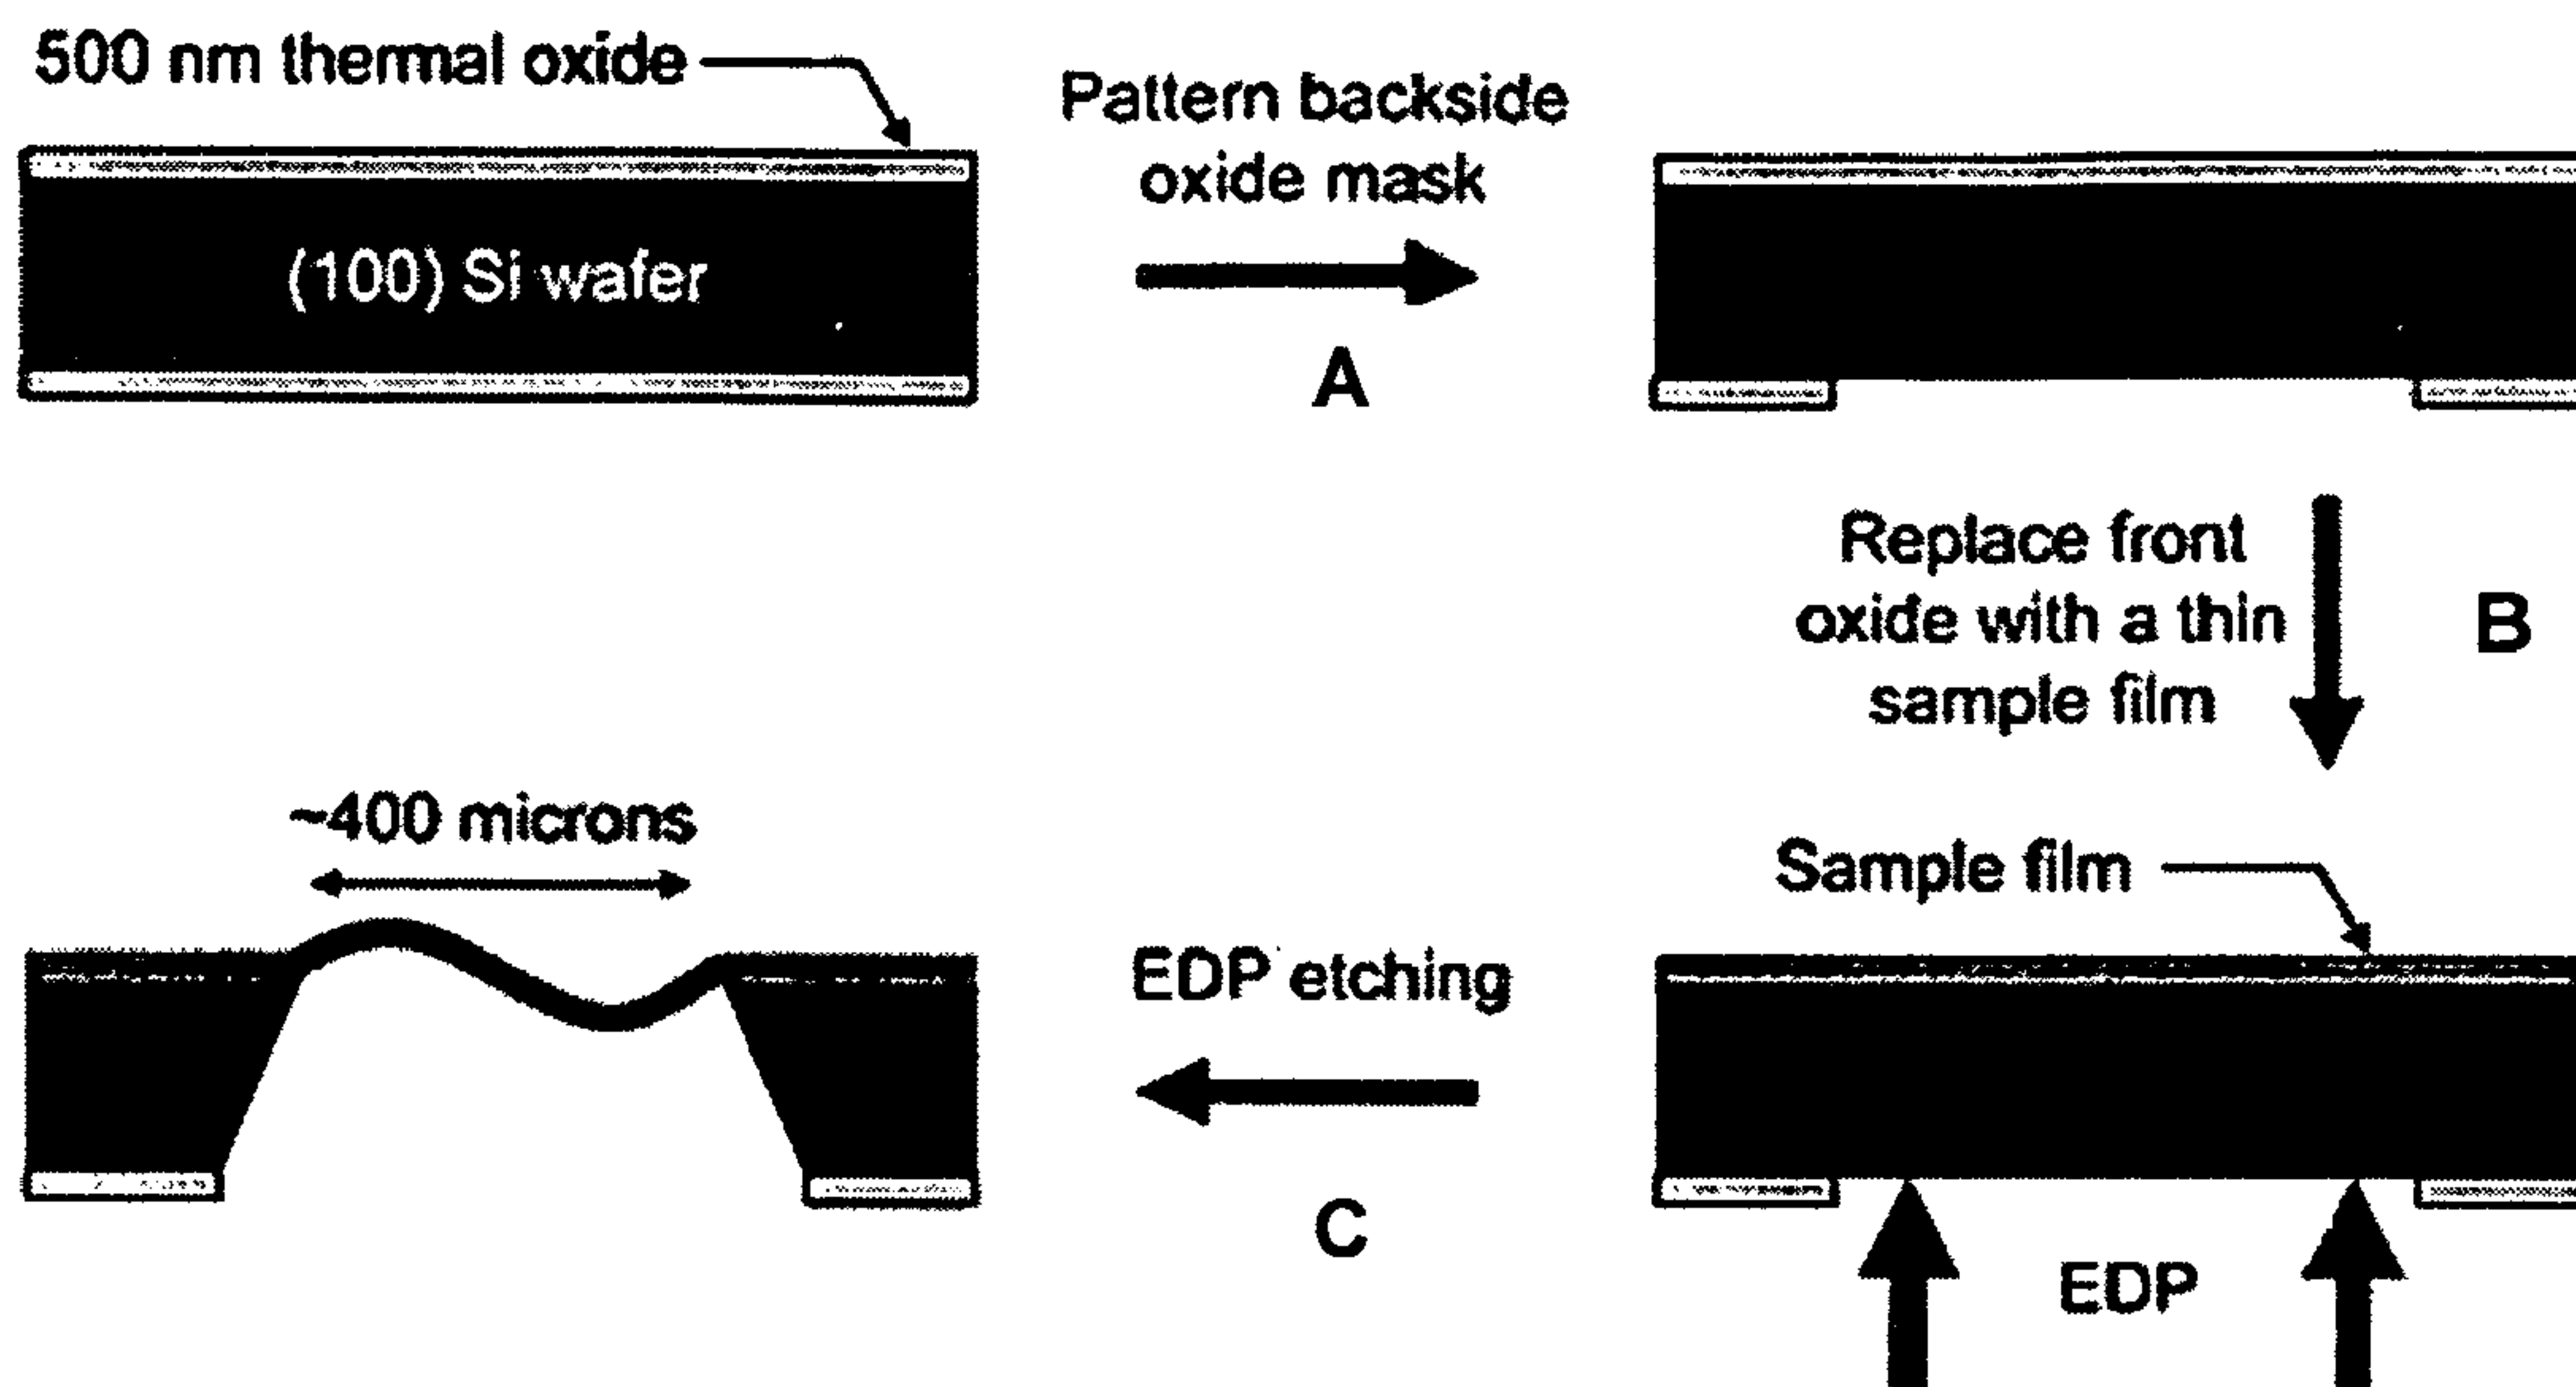 500 nm thermal oxide
Pattern backside
oxide mask
(100) Si wafer
A
Replace front
oxide with a thin
sample film
B
~400 microns
Sample film
EDP etching
C
EDP